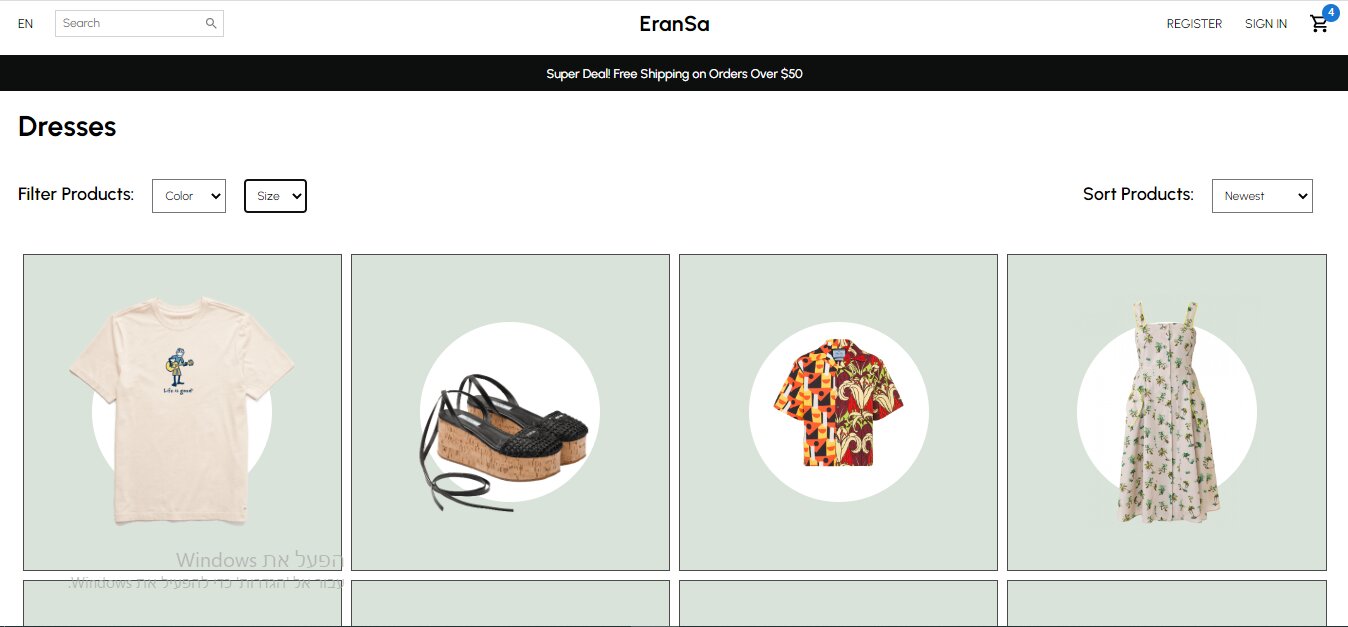 EN
Search
EranSa
REGISTER
SIGN IN
4
Super Deal! Free Shipping on Orders Over $50
Dresses
Filter Products:
Color
Size
Sort Products:
Newest
Life is good
הפעל את Windows
עבור אל 'הגדרות' כדי להפעיל את Windows.